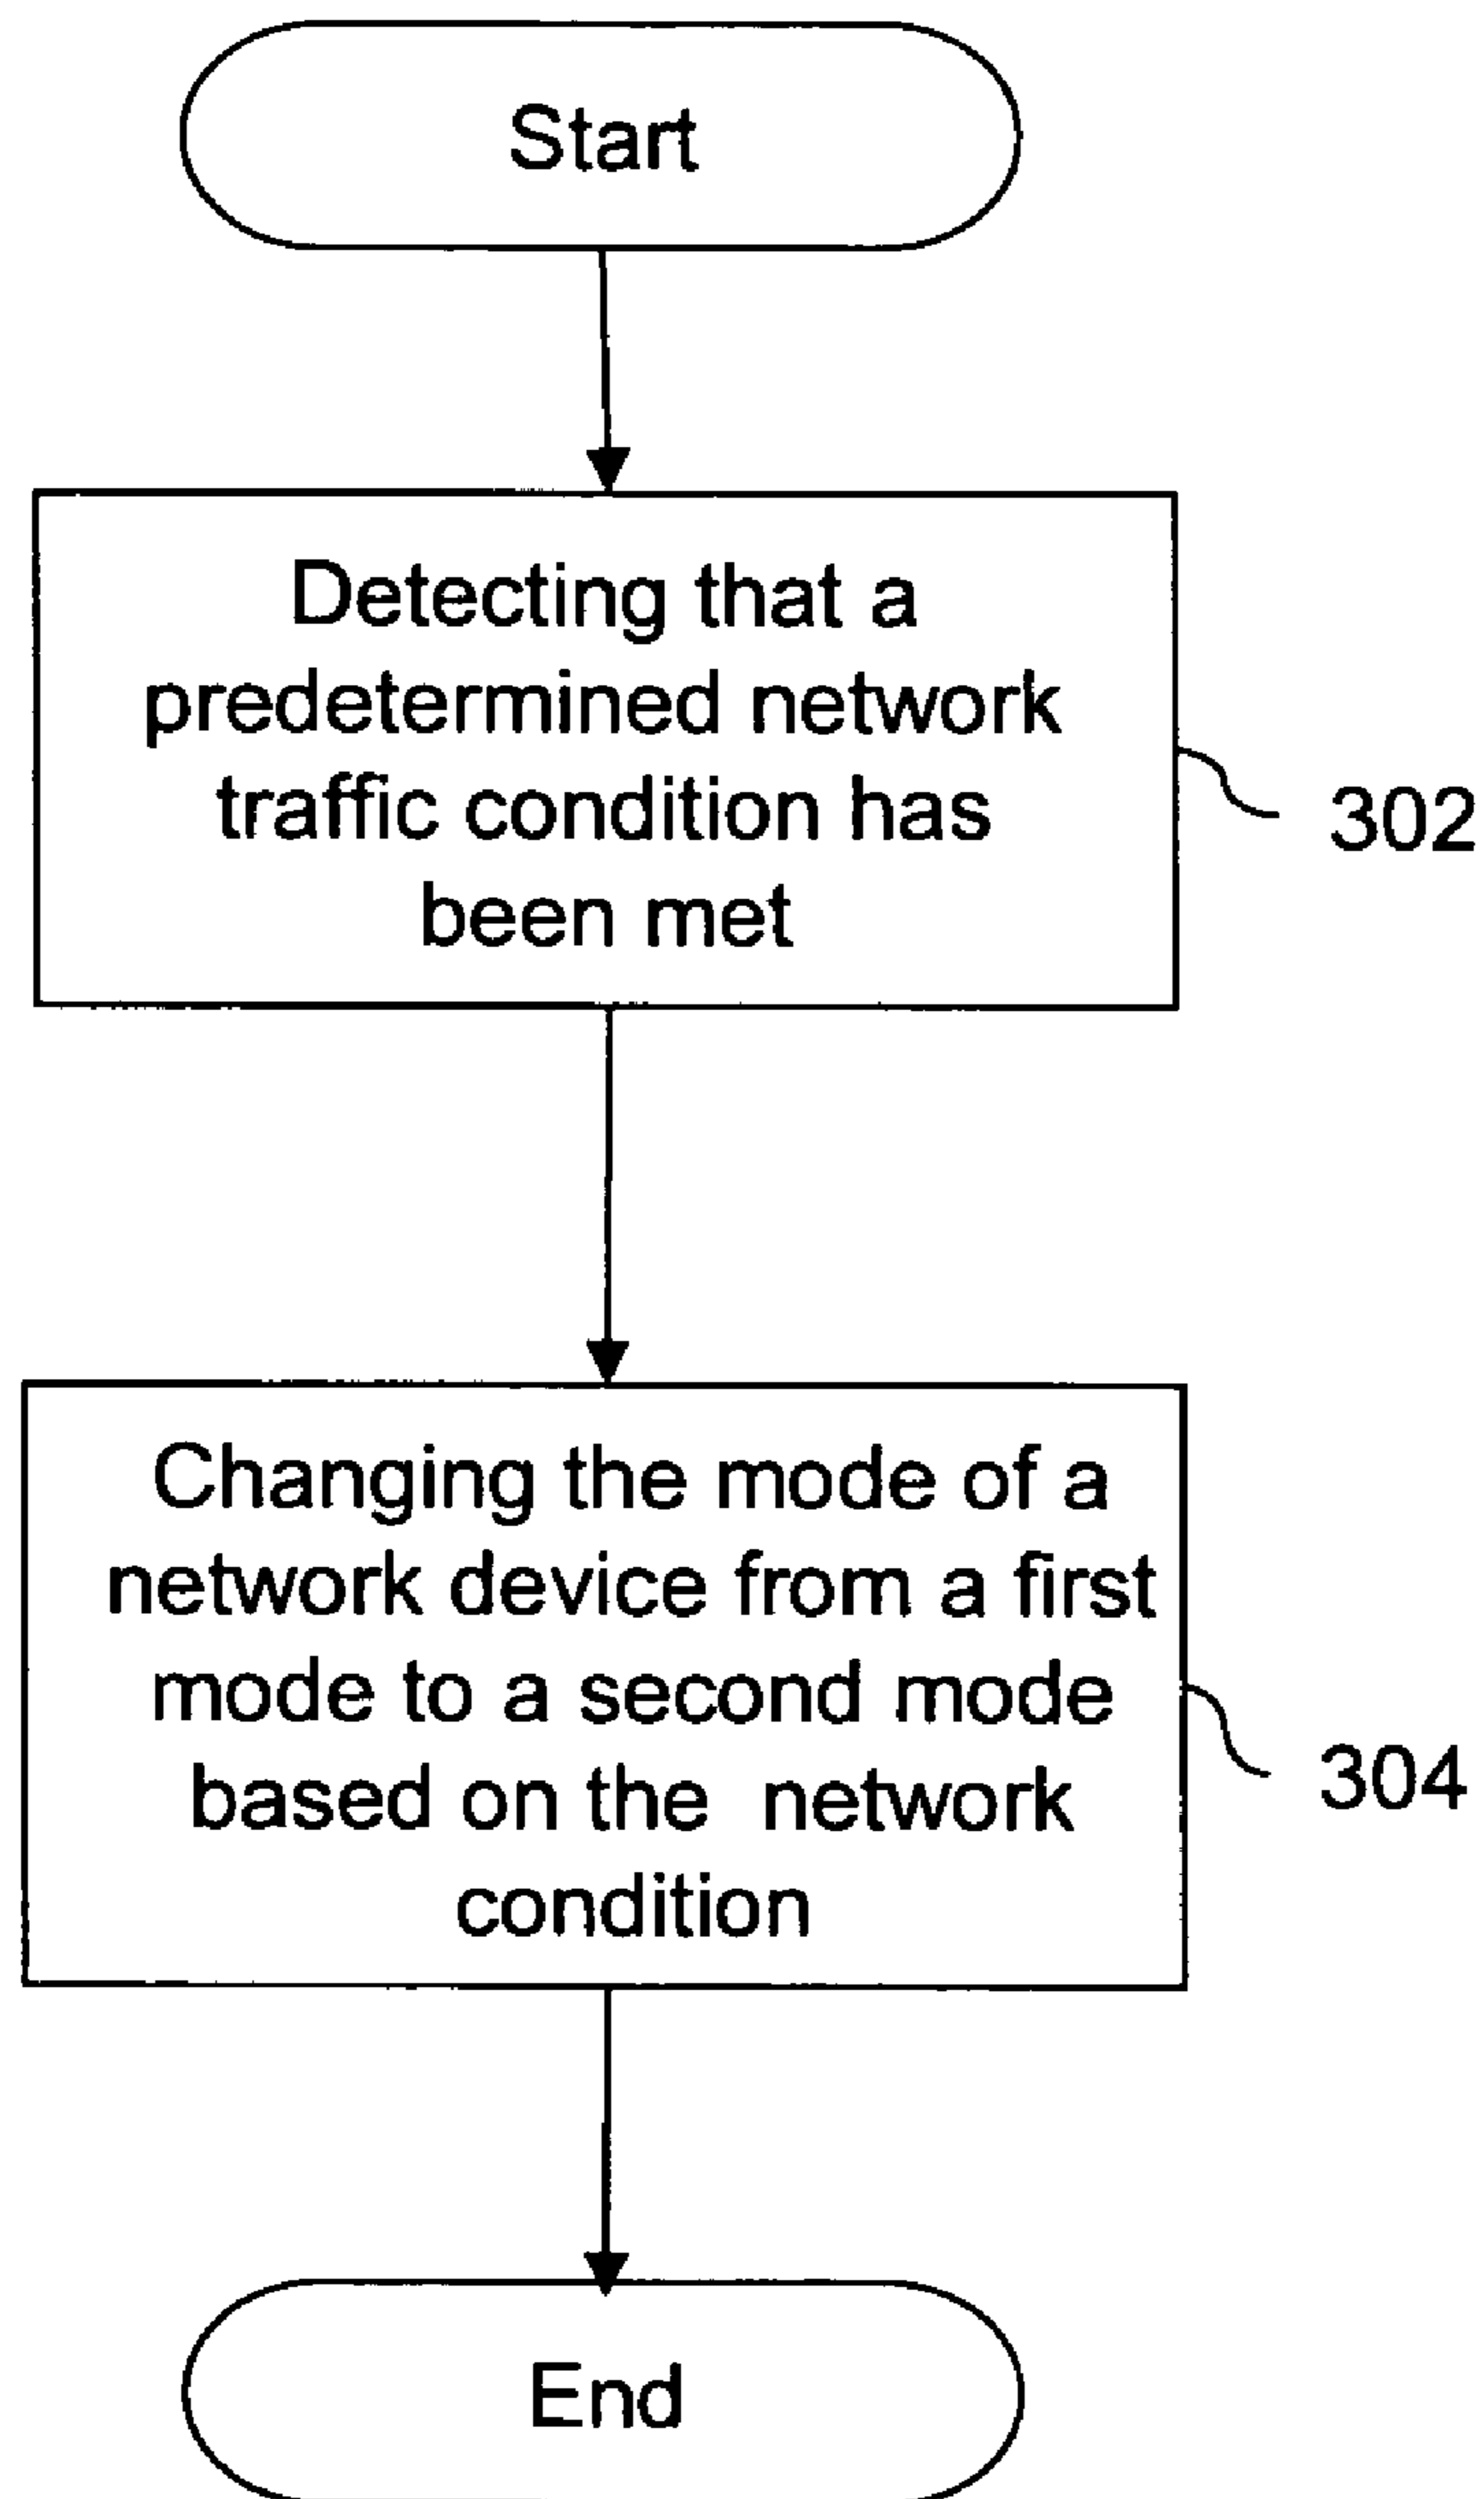 Start
Detecting that a
predetermined network
traffic condition has
been met
302
Changing the mode of a
network device from a first
mode to a second mode
based on the network
condition
304
End